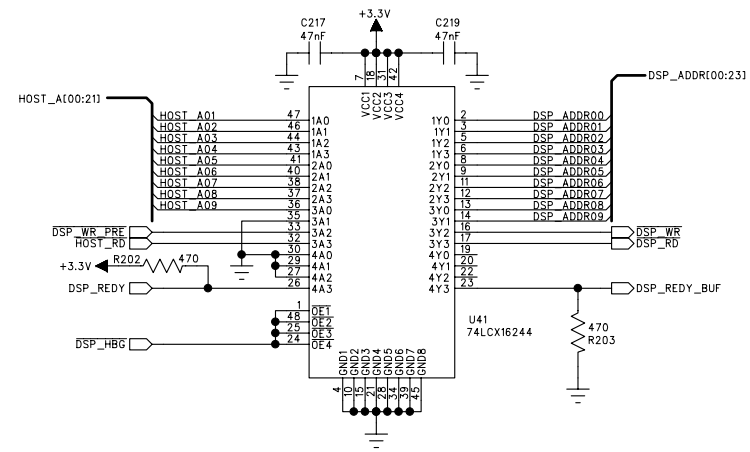 +3.3V
C217
47nF
C219
47nF
7
18
31
42
VCC1
VCC2
VCC3
VCC4
HOST_A[00:21]
DSP_ADDR[00:23]
HOST_A01 47 1A0 1Y0 2 DSP_ADDR00
HOST_A02 46 1A1 1Y1 3 DSP_ADDR01
HOST_A03 44 1A2 1Y2 5 DSP_ADDR02
HOST_A04 43 1A3 1Y3 6 DSP_ADDR03
HOST_A05 41 2A0 2Y0 8 DSP_ADDR04
HOST_A06 40 2A1 2Y1 9 DSP_ADDR05
HOST_A07 38 2A2 2Y2 11 DSP_ADDR06
HOST_A08 37 2A3 2Y3 12 DSP_ADDR07
HOST_A09 36 3A0 3Y0 13 DSP_ADDR08
35 3A1 3Y1 14 DSP_ADDR09
DSP_WR_PRE 33 3A2 3Y2 16 DSP_WR
HOST_RD 32 3A3 3Y3 17 DSP_RD
30 4A0 4Y0 19
29 4A1 4Y1 20
27 4A2 4Y2 22
26 4A3 4Y3 23
+3.3V R202 470
DSP_REDY
DSP_REDY_BUF
1 OE1
48 OE2
25 OE3
24 OE4
DSP_HBG
U41
74LCX16244
470
R203
GND1
GND2
GND3
GND4
GND5
GND6
GND7
GND8
4
10
15
21
28
34
39
45